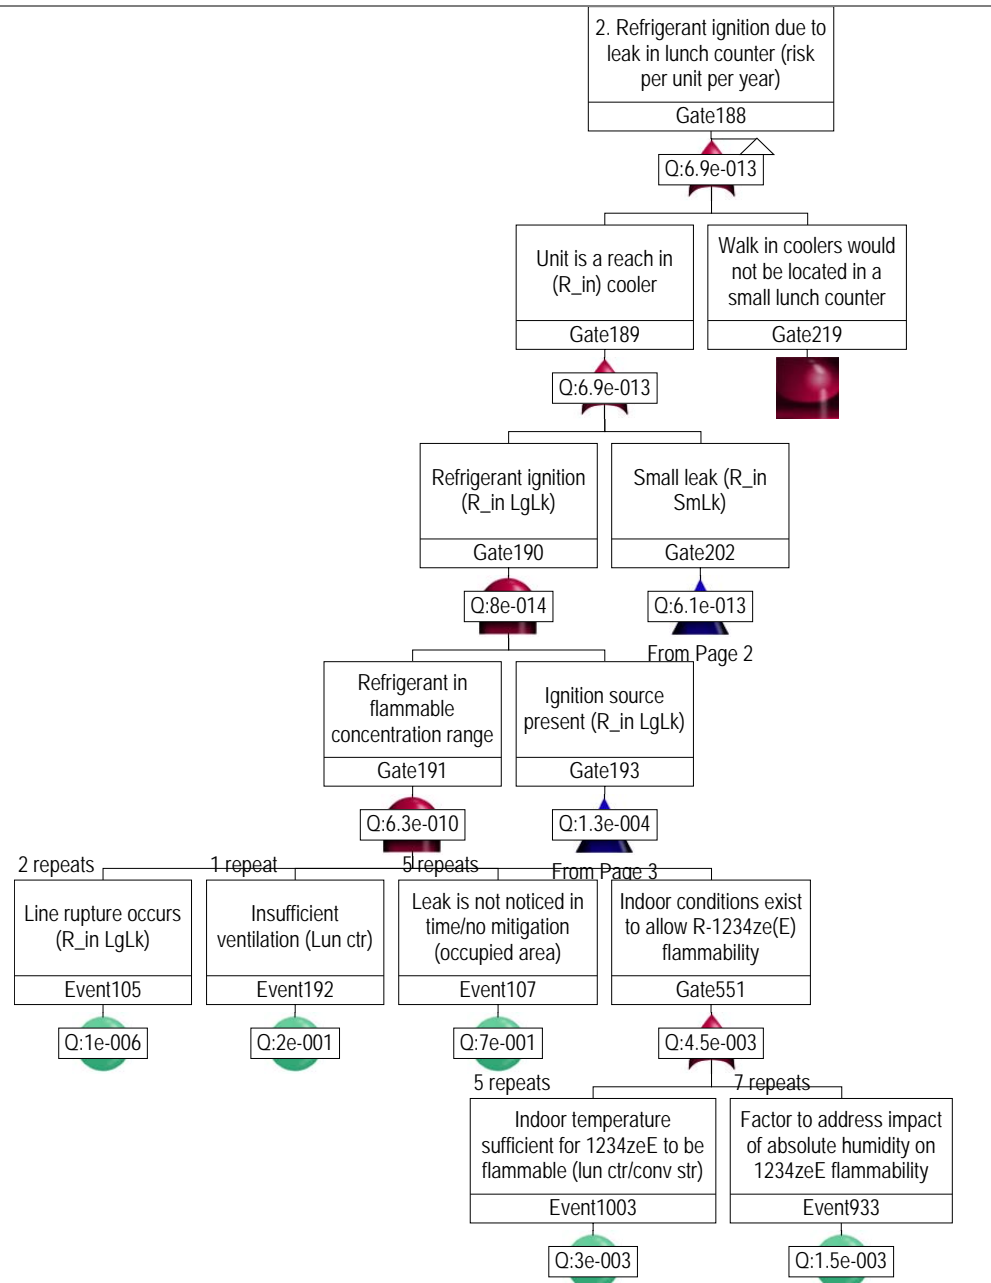 2. Refrigerant ignition due to
leak in lunch counter (risk
per unit per year)
Gate188
Q:6.9e-013
Unit is a reach in
(R_in) cooler
Gate189
Q:6.9e-013
Walk in coolers would
not be located in a
small lunch counter
Gate219
Refrigerant ignition
(R_in LgLk)
Gate190
Q:8e-014
Small leak (R_in
SmLk)
Gate202
Q:6.1e-013
From Page 2
Refrigerant in
flammable
concentration range
Gate191
Q:6.3e-010
Ignition source
present (R_in LgLk)
Gate193
Q:1.3e-004
From Page 3
2 repeats
Line rupture occurs
(R_in LgLk)
Event105
Q:1e-006
1 repeat
Insufficient
ventilation (Lun ctr)
Event192
Q:2e-001
5 repeats
Leak is not noticed in
time/no mitigation
(occupied area)
Event107
Q:7e-001
Indoor conditions exist
to allow R-1234ze(E)
flammability
Gate551
Q:4.5e-003
5 repeats
Indoor temperature
sufficient for 1234zeE to be
flammable (lun ctr/conv str)
Event1003
Q:3e-003
7 repeats
Factor to address impact
of absolute humidity on
1234zeE flammability
Event933
Q:1.5e-003